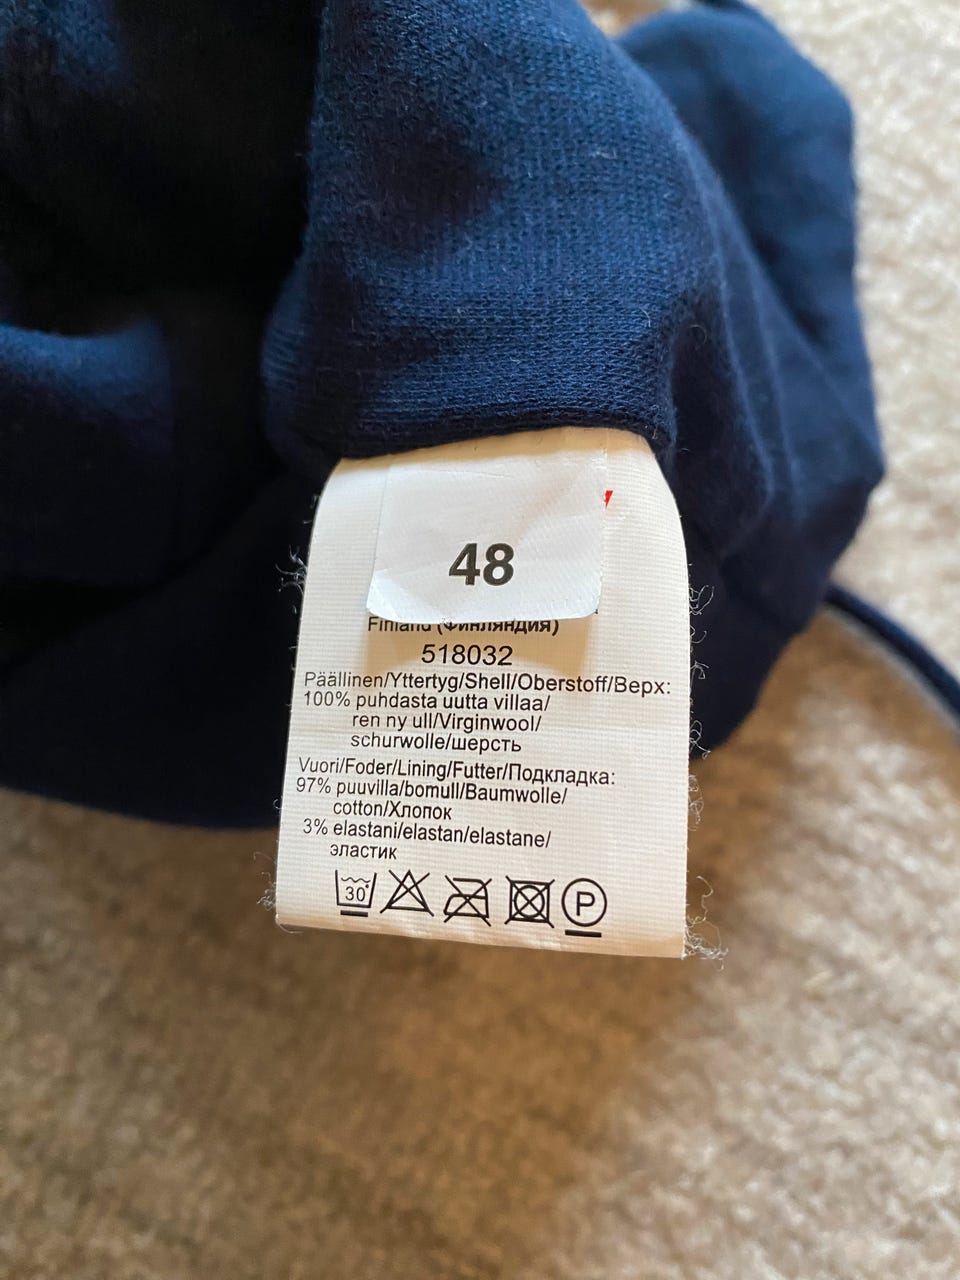 48
Finland (Финляндия)
518032
Päällinen/Yttertyg/Shell/Oberstoff/Верх:
100% puhdasta uutta villaa/
ren ny ull/Virginwool/
schurwolle/шерсть
Vuori/Foder/Lining/Futter/Подкладка:
97% puuvilla/bomull/Baumwolle/
cotton/Хлопок
3% elastani/elastan/elastane/
эластик
30 P